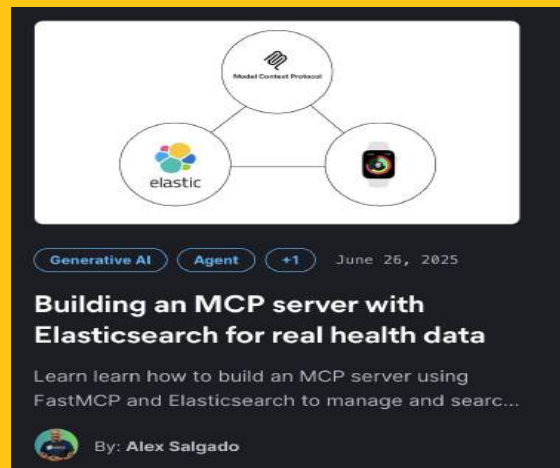 Model Context Protocol
elastic
Generative AI
Agent
+1
June 26, 2025
Building an MCP server with
Elasticsearch for real health data
Learn learn how to build an MCP server using
FastMCP and Elasticsearch to manage and searc...
By: Alex Salgado